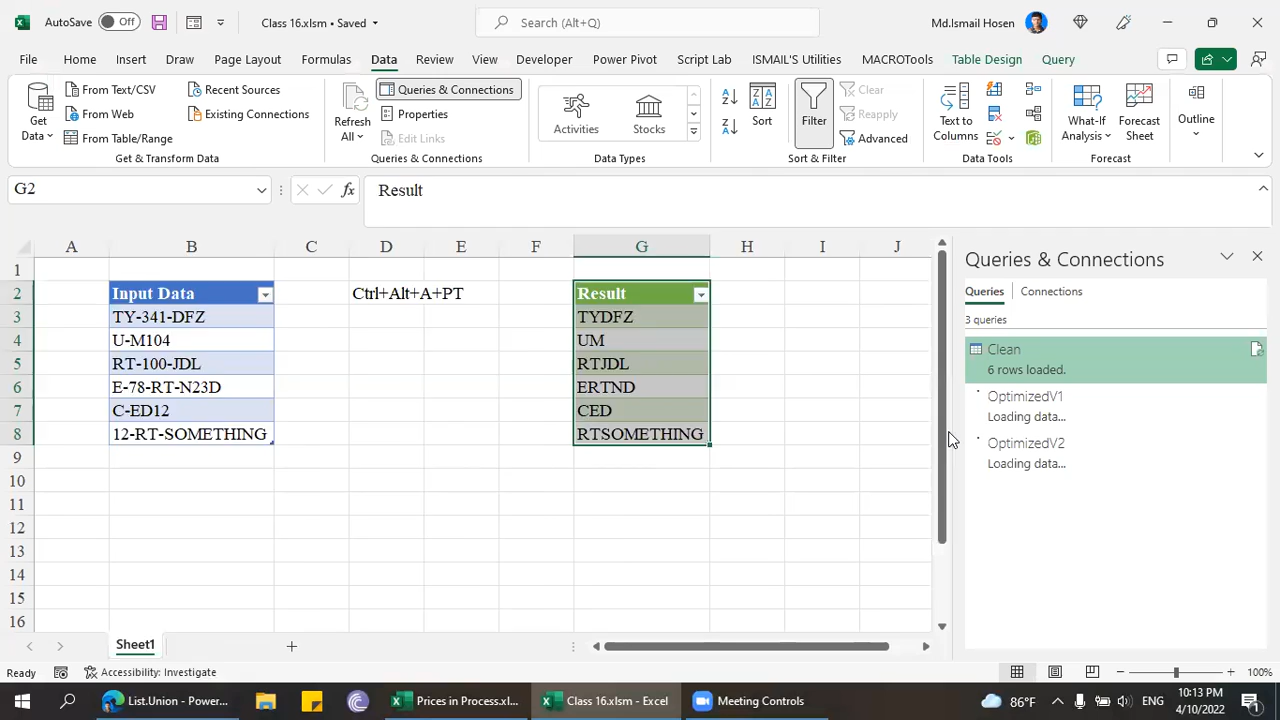 AutoSave Off Class 16.xlsm • Saved Search (Alt+Q) Md.Ismail Hosen
File Home Insert Draw Page Layout Formulas Data Review View Developer Power Pivot Script Lab ISMAIL'S Utilities MACROTools Table Design Query
Get Data
From Text/CSV
From Web
From Table/Range
Recent Sources
Existing Connections
Get & Transform Data
Refresh All
Queries & Connections
Properties
Edit Links
Queries & Connections
Activities
Stocks
Data Types
Sort
Filter
Clear
Reapply
Advanced
Sort & Filter
Text to Columns
Data Tools
What-If Analysis
Forecast Sheet
Forecast
Outline
G2 fx Result
A B C D E F G H I J
1
2 Input Data Ctrl+Alt+A+PT Result
3 TY-341-DFZ TYDFZ
4 U-M104 UM
5 RT-100-JDL RTJDL
6 E-78-RT-N23D ERTND
7 C-ED12 CED
8 12-RT-SOMETHING RTSOMETHING
9
10
11
12
13
14
15
16
Queries & Connections
Queries Connections
3 queries
Clean
6 rows loaded.
OptimizedV1
Loading data...
OptimizedV2
Loading data...
Sheet1
Ready Accessibility: Investigate 100%
List.Union - Powe... Prices in Process.xl... Class 16.xlsm - Excel Meeting Controls 86°F ENG 10:13 PM
4/10/2022 1